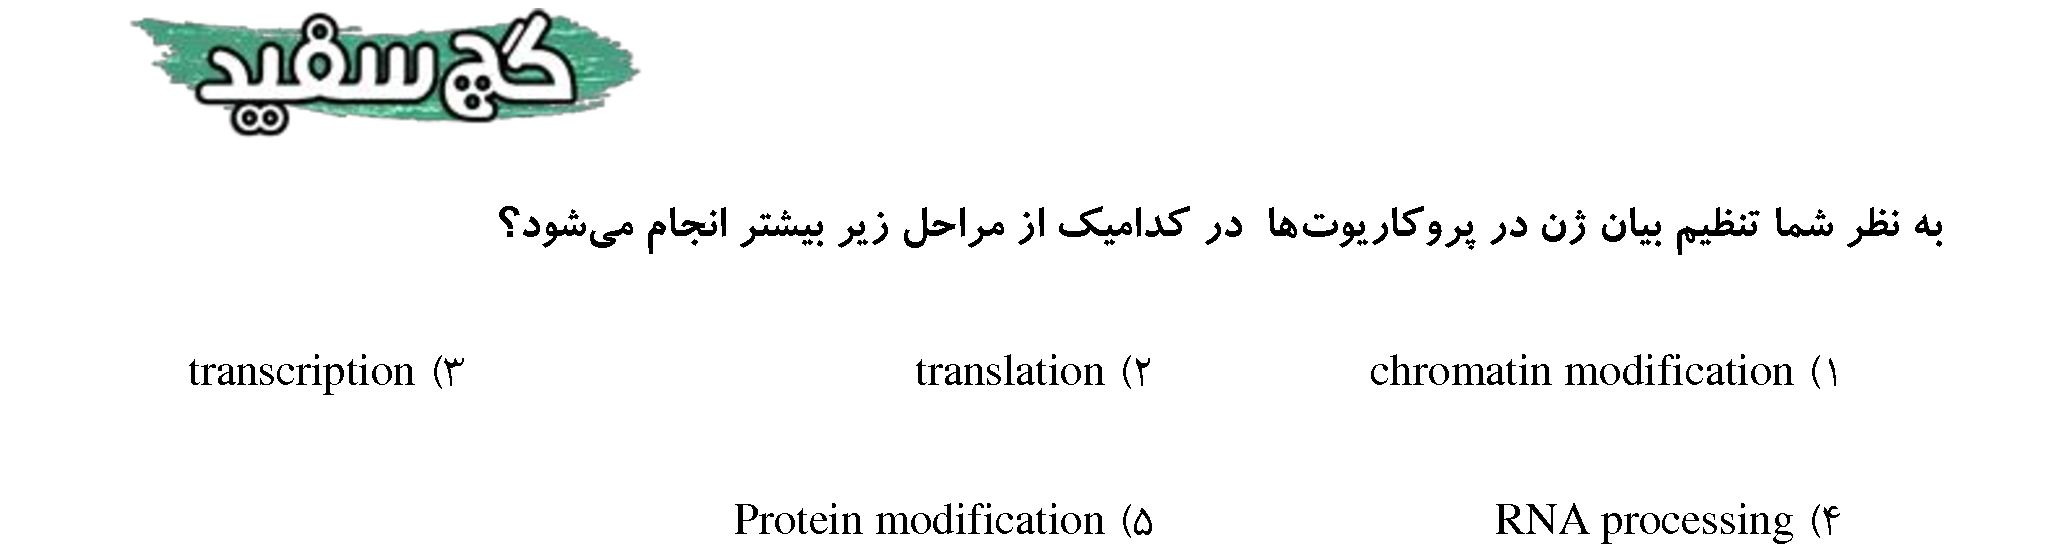 گچ سفید
به نظر شما تنظیم بیان ژن در پروکاریوت‌ها در کدامیک از مراحل زیر بیشتر انجام می‌شود؟
۱) chromatin modification ۲) translation ۳) transcription
۴) RNA processing ۵) Protein modification